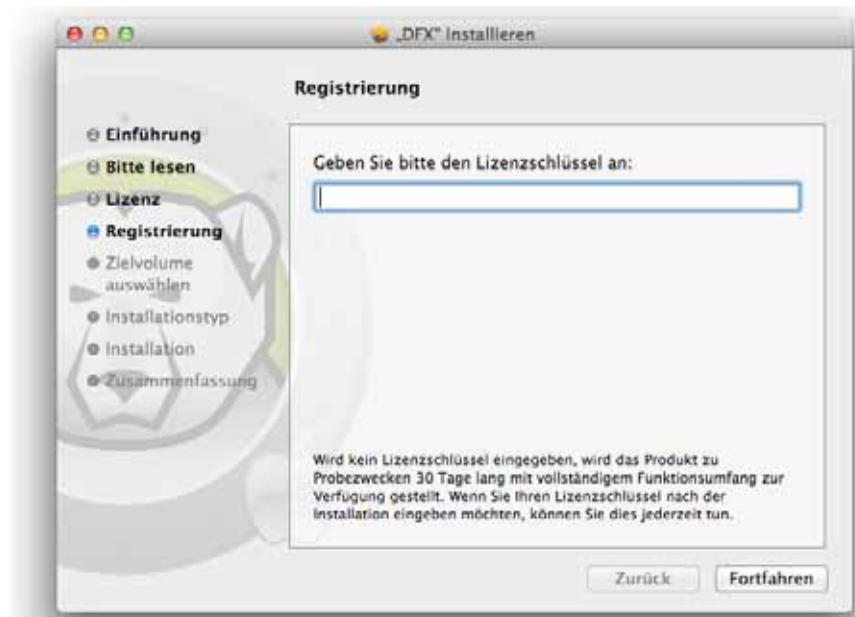 „DFX" Installieren
Registrierung
Einführung
Bitte lesen
Lizenz
Registrierung
Zielvolume
auswählen
Installationstyp
Installation
Zusammenfassung
Geben Sie bitte den Lizenzschlüssel an:
Wird kein Lizenzschlüssel eingegeben, wird das Produkt zu
Probezwecken 30 Tage lang mit vollständigem Funktionsumfang zur
Verfügung gestellt. Wenn Sie Ihren Lizenzschlüssel nach der
Installation eingeben möchten, können Sie dies jederzeit tun.
Zurück
Fortfahren